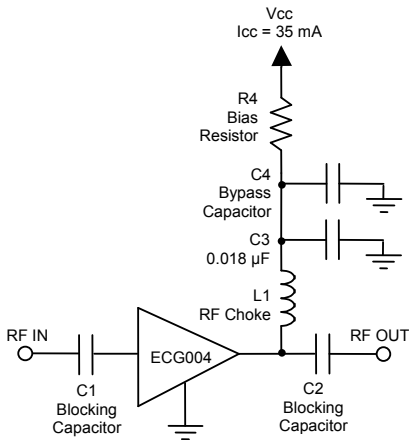 Vcc
Icc = 35 mA
R4
Bias
Resistor
C4
Bypass
Capacitor
C3
0.018 µF
L1
RF Choke
RF IN
RF OUT
ECG004
C1
Blocking
Capacitor
C2
Blocking
Capacitor